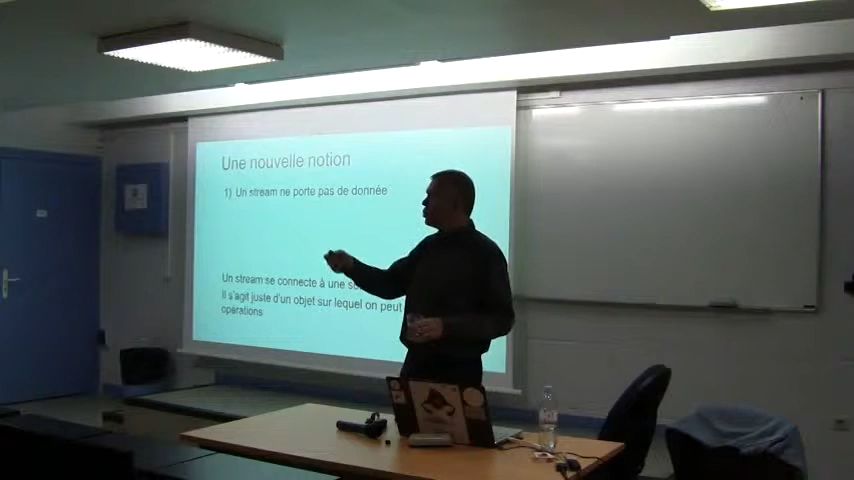 Une nouvelle notion
1) Un stream ne porte pas de donnée
Un stream se connecte à une
Il s'agit juste d'un objet sur lequel on peut
opérations